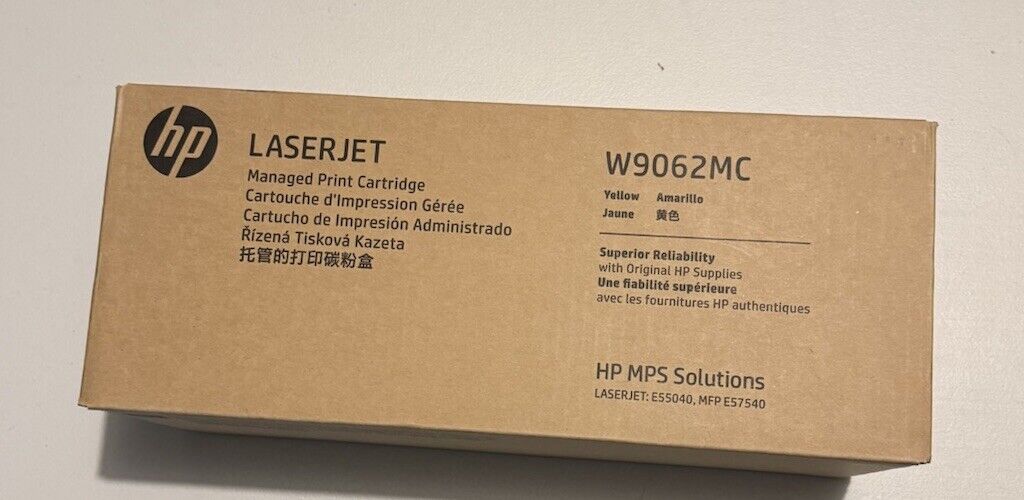 hp
LASERJET
Managed Print Cartridge
Cartouche d'Impression Gérée
Cartucho de Impresión Administrado
Řízená Tisková Kazeta
托管的打印碳粉盒
W9062MC
Yellow Amarillo
Jaune 黄色
Superior Reliability
with Original HP Supplies
Une fiabilité supérieure
avec les fournitures HP authentiques
HP MPS Solutions
LASERJET: E55040, MFP E57540